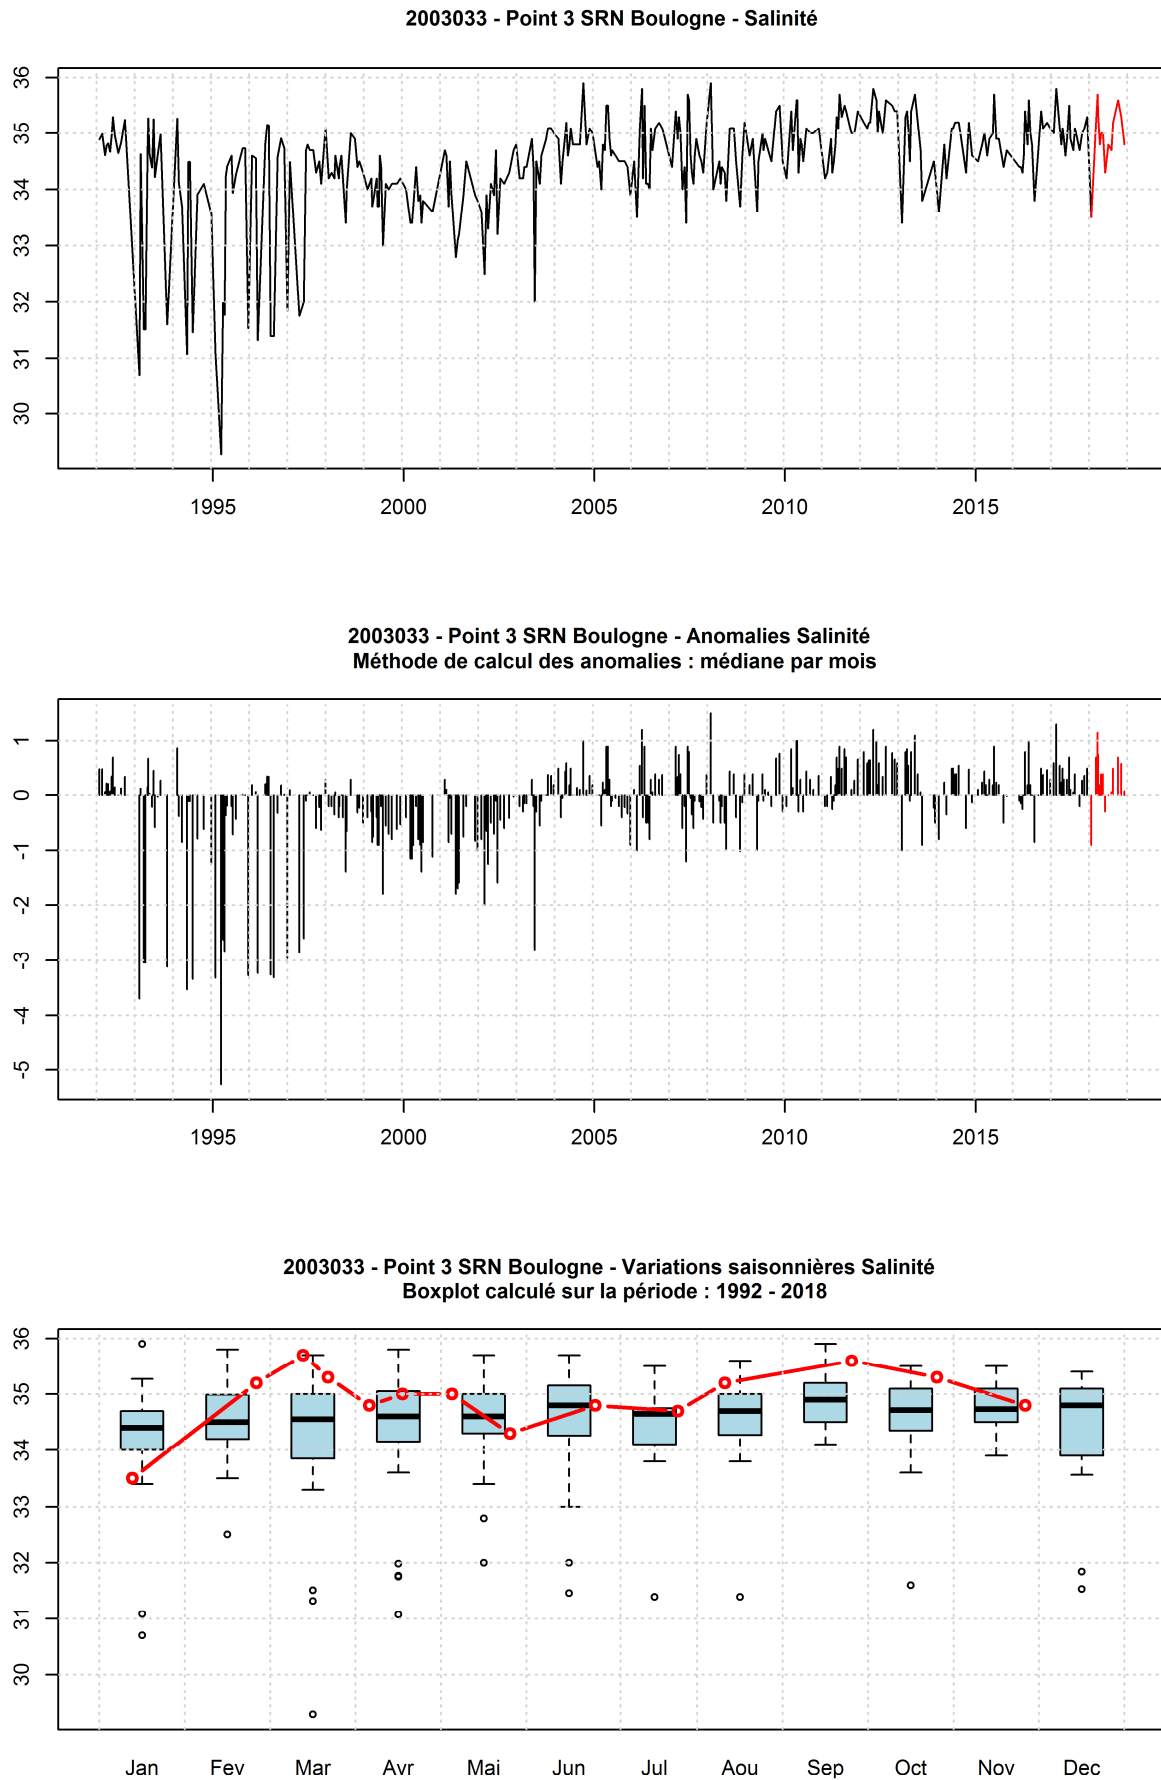 2003033 - Point 3 SRN Boulogne - Salinité
36
35
34
33
32
31
30
1995 2000 2005 2010 2015
2003033 - Point 3 SRN Boulogne - Anomalies Salinité
Méthode de calcul des anomalies : médiane par mois
1
0
-1
-2
-3
-4
-5
1995 2000 2005 2010 2015
2003033 - Point 3 SRN Boulogne - Variations saisonnières Salinité
Boxplot calculé sur la période : 1992 - 2018
36
35
34
33
32
31
30
Jan Fev Mar Avr Mai Jun Jul Aou Sep Oct Nov Dec